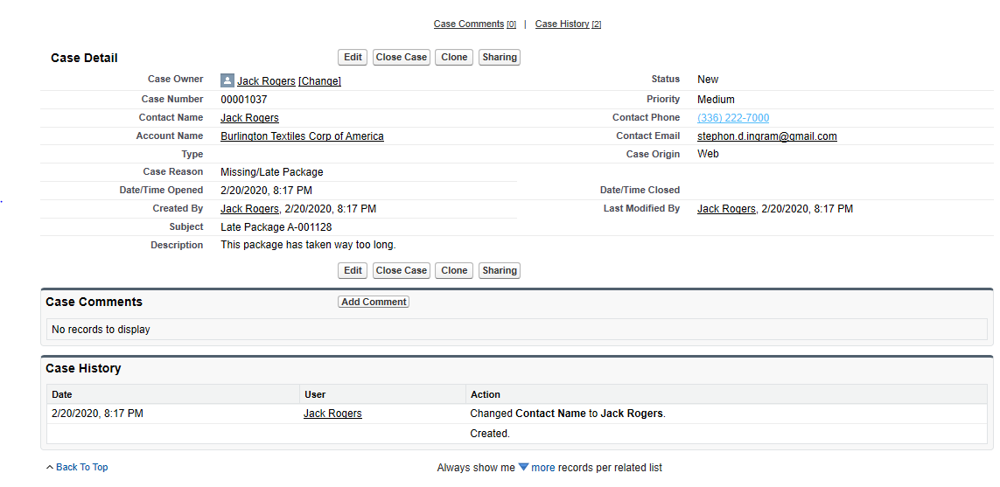 Case Comments [0] | Case History [2]
Case Detail Edit Close Case Clone Sharing
Case Owner Jack Rogers [Change] Status New
Case Number 00001037 Priority Medium
Contact Name Jack Rogers Contact Phone (336) 222-7000
Account Name Burlington Textiles Corp of America Contact Email stephon.d.ingram@gmail.com
Type Case Origin Web
Case Reason Missing/Late Package
Date/Time Opened 2/20/2020, 8:17 PM Date/Time Closed
Created By Jack Rogers, 2/20/2020, 8:17 PM Last Modified By Jack Rogers, 2/20/2020, 8:17 PM
Subject Late Package A-001128
Description This package has taken way too long.
Edit Close Case Clone Sharing
Case Comments Add Comment
No records to display
Case History
Date User Action
2/20/2020, 8:17 PM Jack Rogers Changed Contact Name to Jack Rogers.
Created.
Back To Top Always show me more records per related list